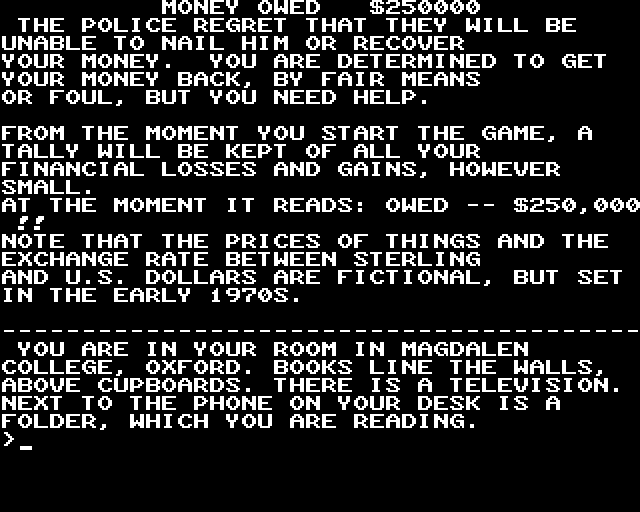 MONEY OWED   $250000
THE POLICE REGRET THAT THEY WILL BE
UNABLE TO NAIL HIM OR RECOVER
YOUR MONEY.  YOU ARE DETERMINED TO GET
YOUR MONEY BACK, BY FAIR MEANS
OR FOUL, BUT YOU NEED HELP.
FROM THE MOMENT YOU START THE GAME, A
TALLY WILL BE KEPT OF ALL YOUR
FINANCIAL LOSSES AND GAINS, HOWEVER
SMALL.
AT THE MOMENT IT READS: OWED -- $250,000
!!
NOTE THAT THE PRICES OF THINGS AND THE
EXCHANGE RATE BETWEEN STERLING
AND U.S. DOLLARS ARE FICTIONAL, BUT SET
IN THE EARLY 1970S.
----------------------------------------
YOU ARE IN YOUR ROOM IN MAGDALEN
COLLEGE, OXFORD. BOOKS LINE THE WALLS,
ABOVE CUPBOARDS. THERE IS A TELEVISION.
NEXT TO THE PHONE ON YOUR DESK IS A
FOLDER, WHICH YOU ARE READING.
>_